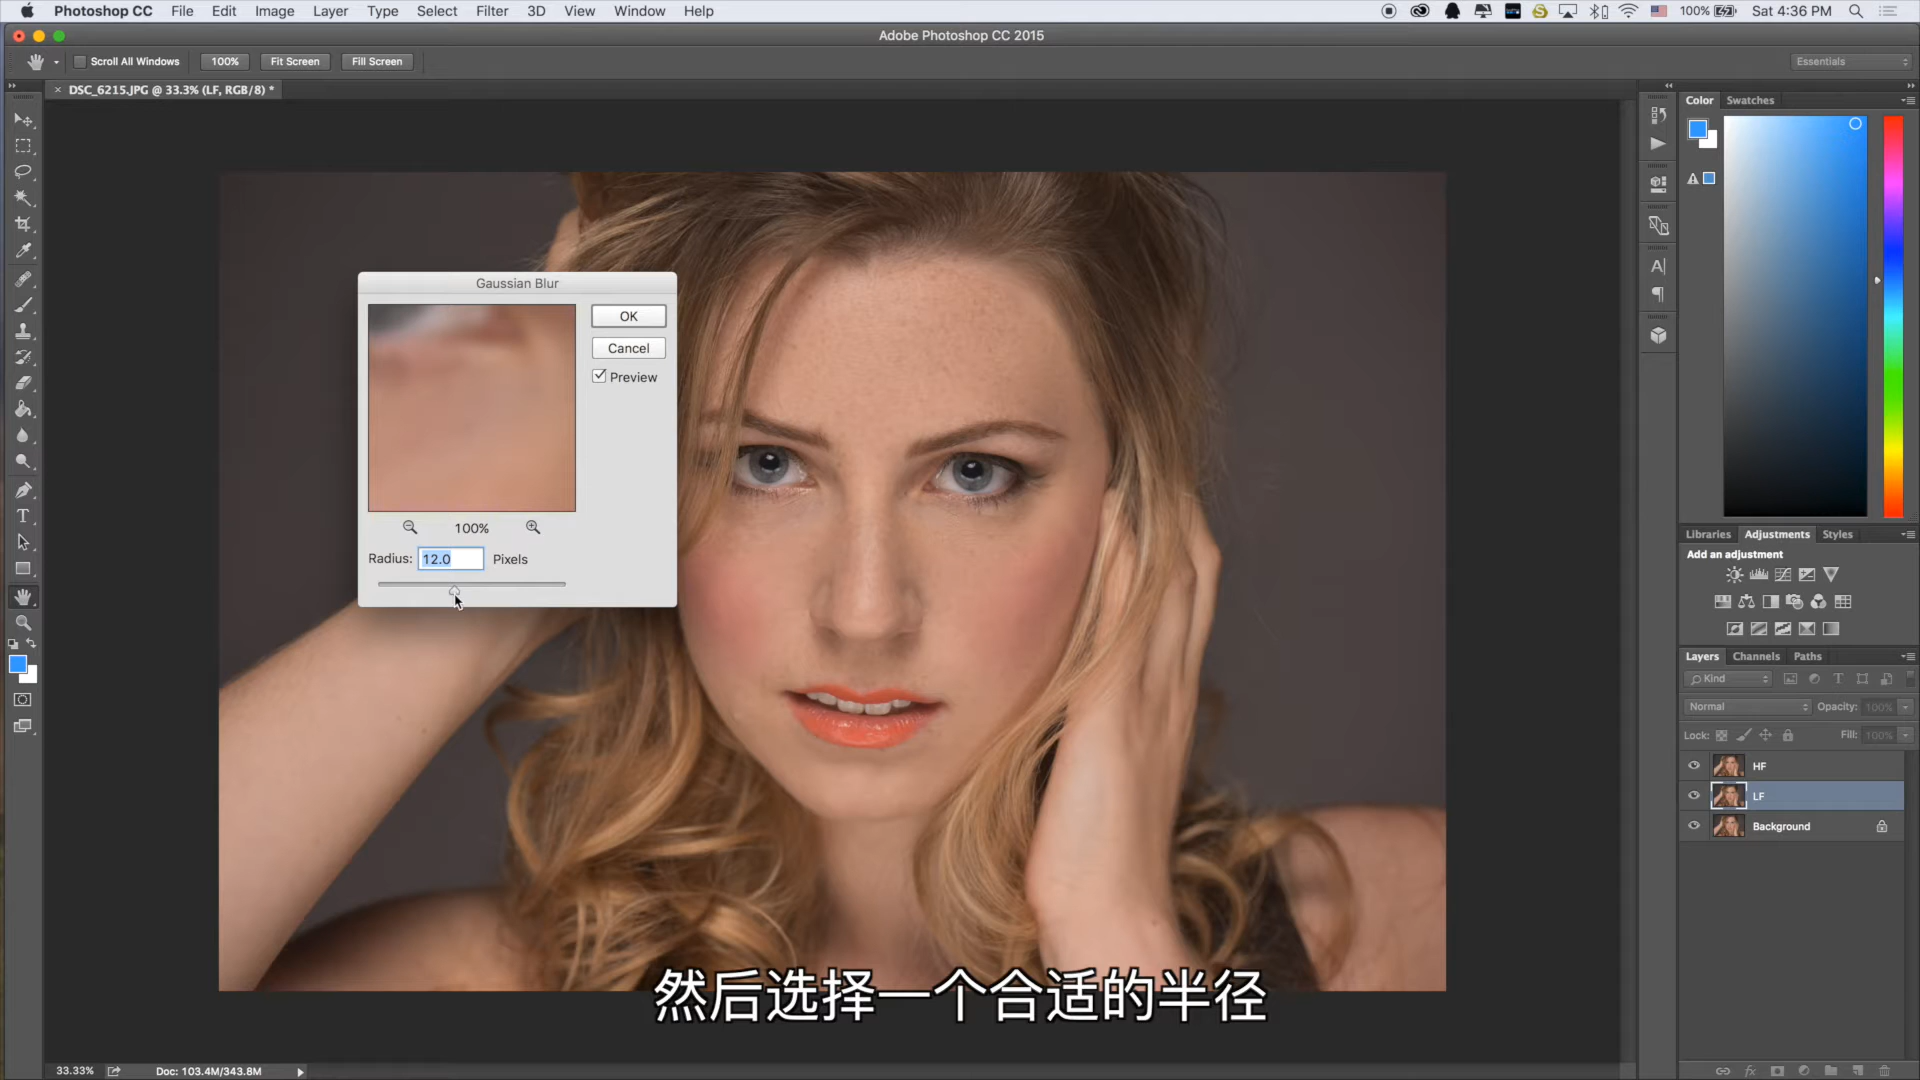 Photoshop CC File Edit Image Layer Type Select Filter 3D View Window Help 100% Sat 4:36 PM
Adobe Photoshop CC 2015
Scroll All Windows 100% Fit Screen Fill Screen Essentials
× DSC_6215.JPG @ 33.3% (LF, RGB/8) *
Color Swatches
Gaussian Blur
OK
Cancel
Preview
100%
Radius: 12.0 Pixels
Libraries Adjustments Styles
Add an adjustment
Layers Channels Paths
Kind
Normal Opacity: 100%
Lock: Fill: 100%
HF
LF
Background
然后选择一个合适的半径
33.33% Doc: 103.4M/343.8M